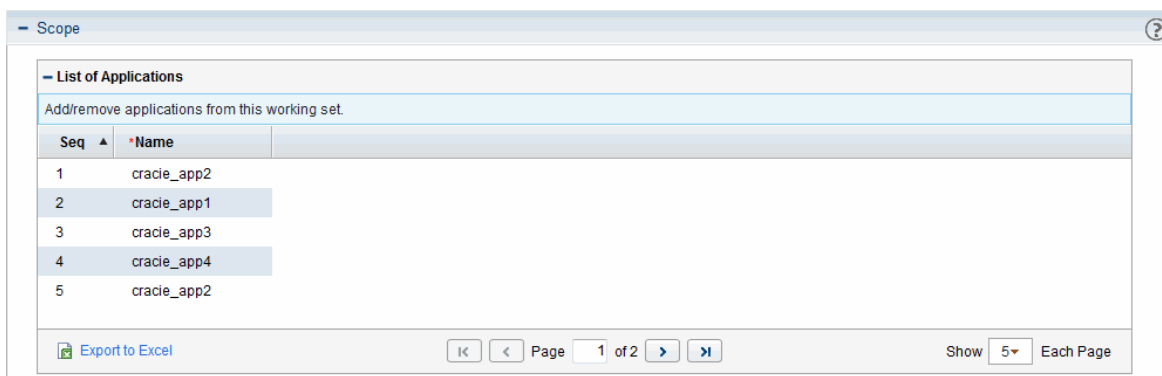 Scope
List of Applications
Add/remove applications from this working set.
Seq ▲ *Name
1 cracie_app2
2 cracie_app1
3 cracie_app3
4 cracie_app4
5 cracie_app2
Export to Excel Page 1 of 2 Show 5 Each Page